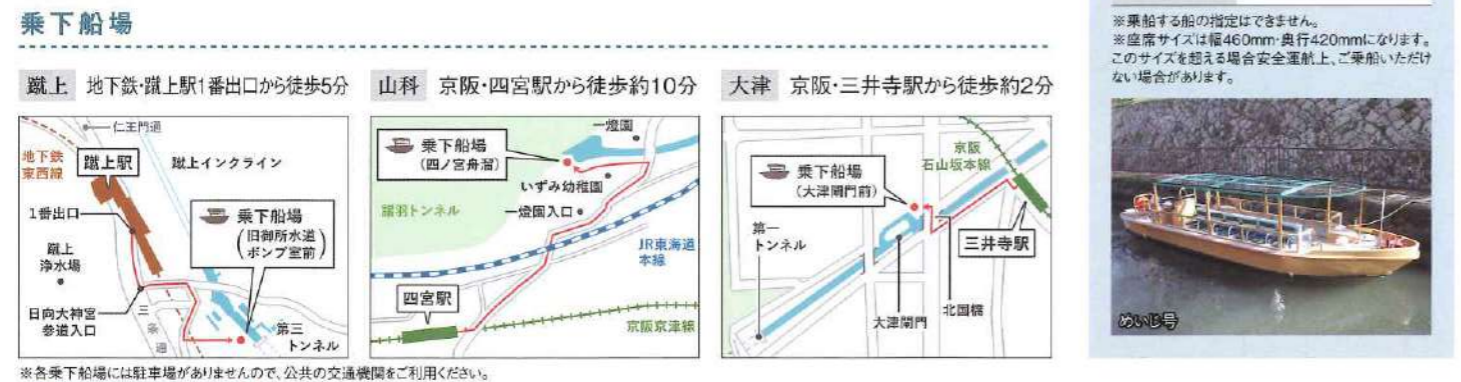 乗下船場
蹴上 地下鉄・蹴上駅1番出口から徒歩5分
仁王門通
地下鉄
東西線
蹴上駅
蹴上インクライン
1番出口
乗下船場
(旧御所水道
ポンプ室前)
蹴上
浄水場
日向大神宮
参道入口
三条通
第三
トンネル
山科 京阪・四宮駅から徒歩約10分
一燈園
乗下船場
(四ノ宮舟溜)
いずみ幼稚園
諸羽トンネル
一燈園入口
JR東海道
本線
四宮駅
京阪京津線
大津 京阪・三井寺駅から徒歩約2分
京阪
石山坂本線
乗下船場
(大津閘門前)
第一
トンネル
三井寺駅
大津閘門
北国橋
※各乗下船場には駐車場がありませんので、公共の交通機関をご利用ください。
※乗船する船の指定はできません。
※座席サイズは幅460mm・奥行420mmになります。
このサイズを超える場合安全運航上、ご乗船いただけ
ない場合があります。
めいじ号